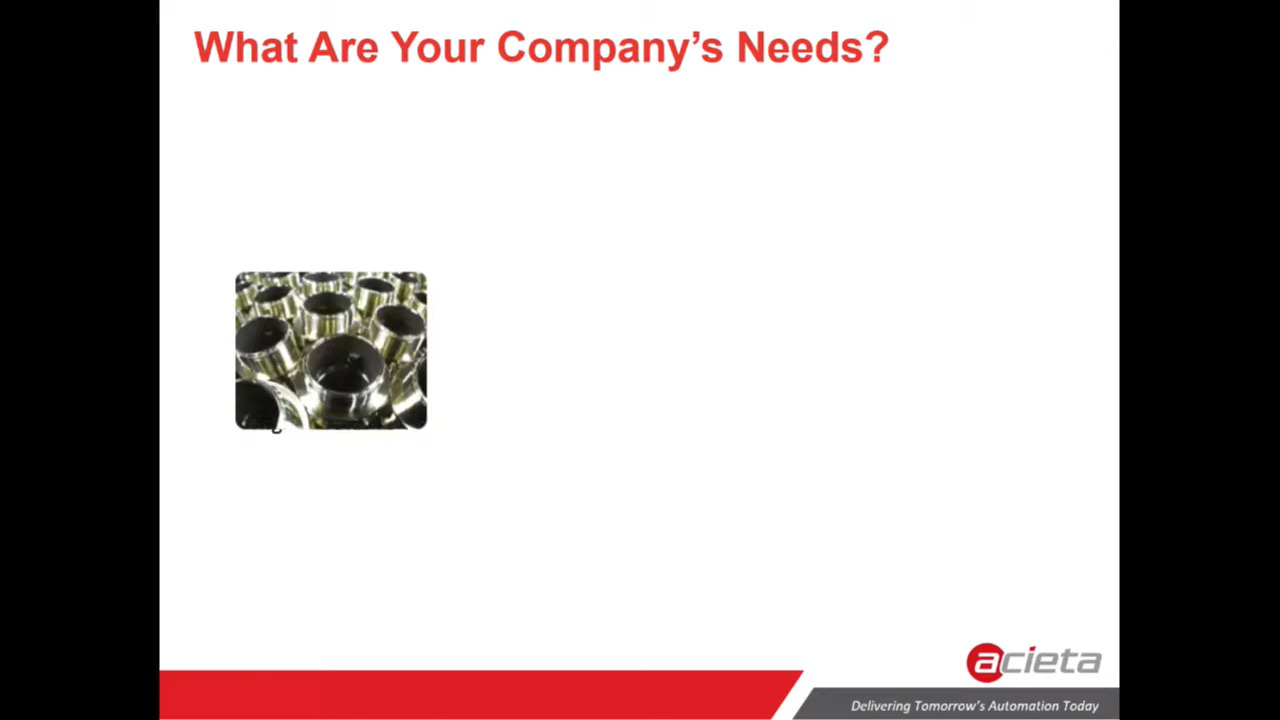 What Are Your Company's Needs?
acieta
Delivering Tomorrow's Automation Today